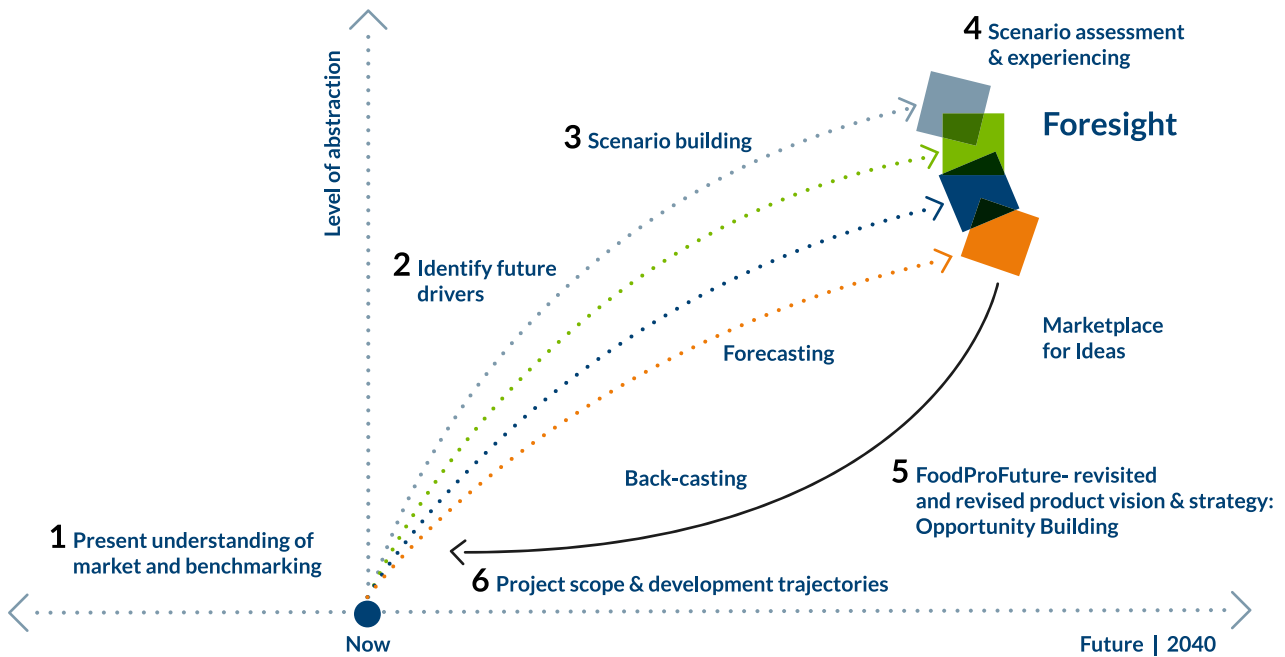 4 Scenario assessment
& experiencing
Foresight
Level of abstraction
3 Scenario building
2 Identify future
drivers
Forecasting
Marketplace
for Ideas
Back-casting
5 FoodProFuture- revisited
and revised product vision & strategy:
Opportunity Building
1 Present understanding of
market and benchmarking
6 Project scope & development trajectories
Now
Future | 2040